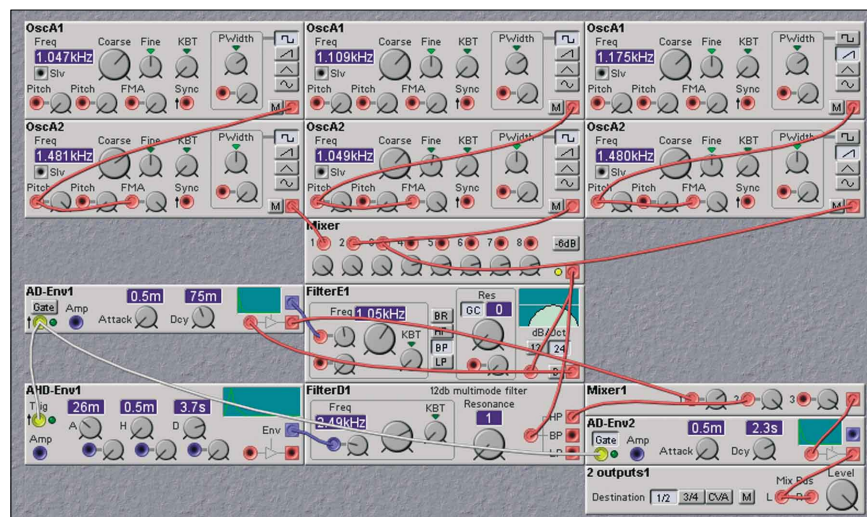 OscA1
Freq Coarse Fine KBT PWidth
1.047kHz
Slv
Pitch Pitch FMA Sync
M
OscA1
Freq Coarse Fine KBT PWidth
1.109kHz
Slv
Pitch Pitch FMA Sync
M
OscA1
Freq Coarse Fine KBT PWidth
1.175kHz
Slv
Pitch Pitch FMA Sync
M
OscA2
Freq Coarse Fine KBT PWidth
1.481kHz
Slv
Pitch Pitch FMA Sync
M
OscA2
Freq Coarse Fine KBT PWidth
1.049kHz
Slv
Pitch Pitch FMA Sync
M
OscA2
Freq Coarse Fine KBT PWidth
1.480kHz
Slv
Pitch Pitch FMA Sync
M
Mixer
1 2 3 4 5 6 7 8 -6dB
AD-Env1
Gate Amp 0.5m 75m
Attack Dcy
FilterE1
Freq 1.05kHz
KBT
BR
HP
BP
LP
Res
GC 0
dB/Oct
12 24
AHD-Env1
Trig 26m 0.5m 3.7s
A H D
Env
Amp
FilterD1 12db multimode filter
Freq KBT Resonance
2.49kHz 1
HP
BP
LP
Mixer1
1 2 3
AD-Env2
Gate Amp 0.5m 2.3s
Attack Dcy
2 outputs1
Mix Bus Level
Destination 1/2 3/4 CVA M L R